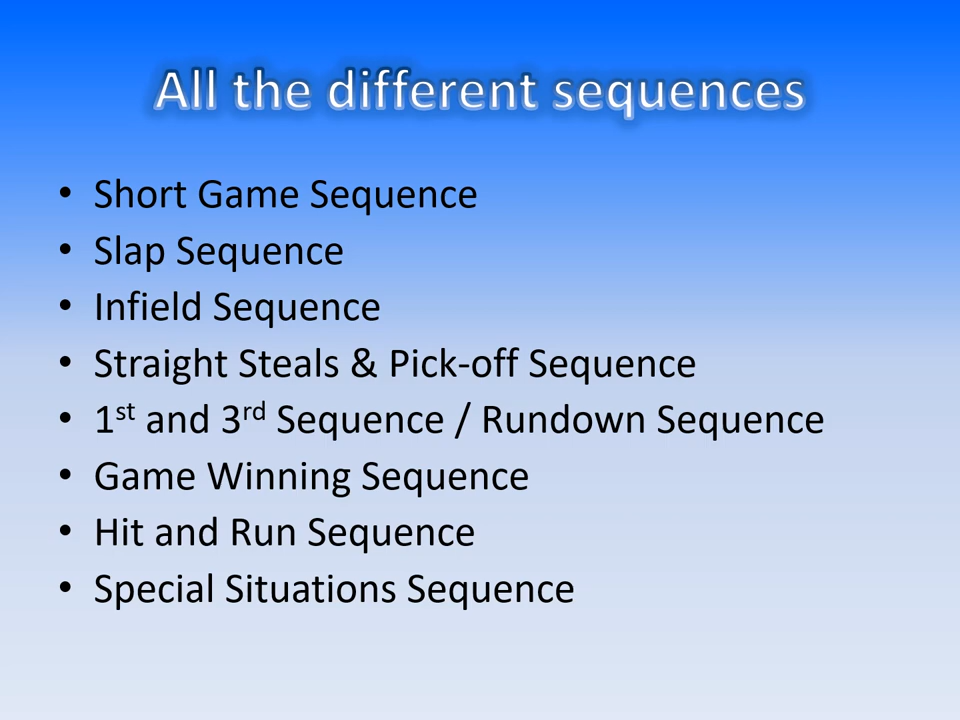 All the different sequences
• Short Game Sequence
• Slap Sequence
• Infield Sequence
• Straight Steals & Pick-off Sequence
• 1st and 3rd Sequence / Rundown Sequence
• Game Winning Sequence
• Hit and Run Sequence
• Special Situations Sequence